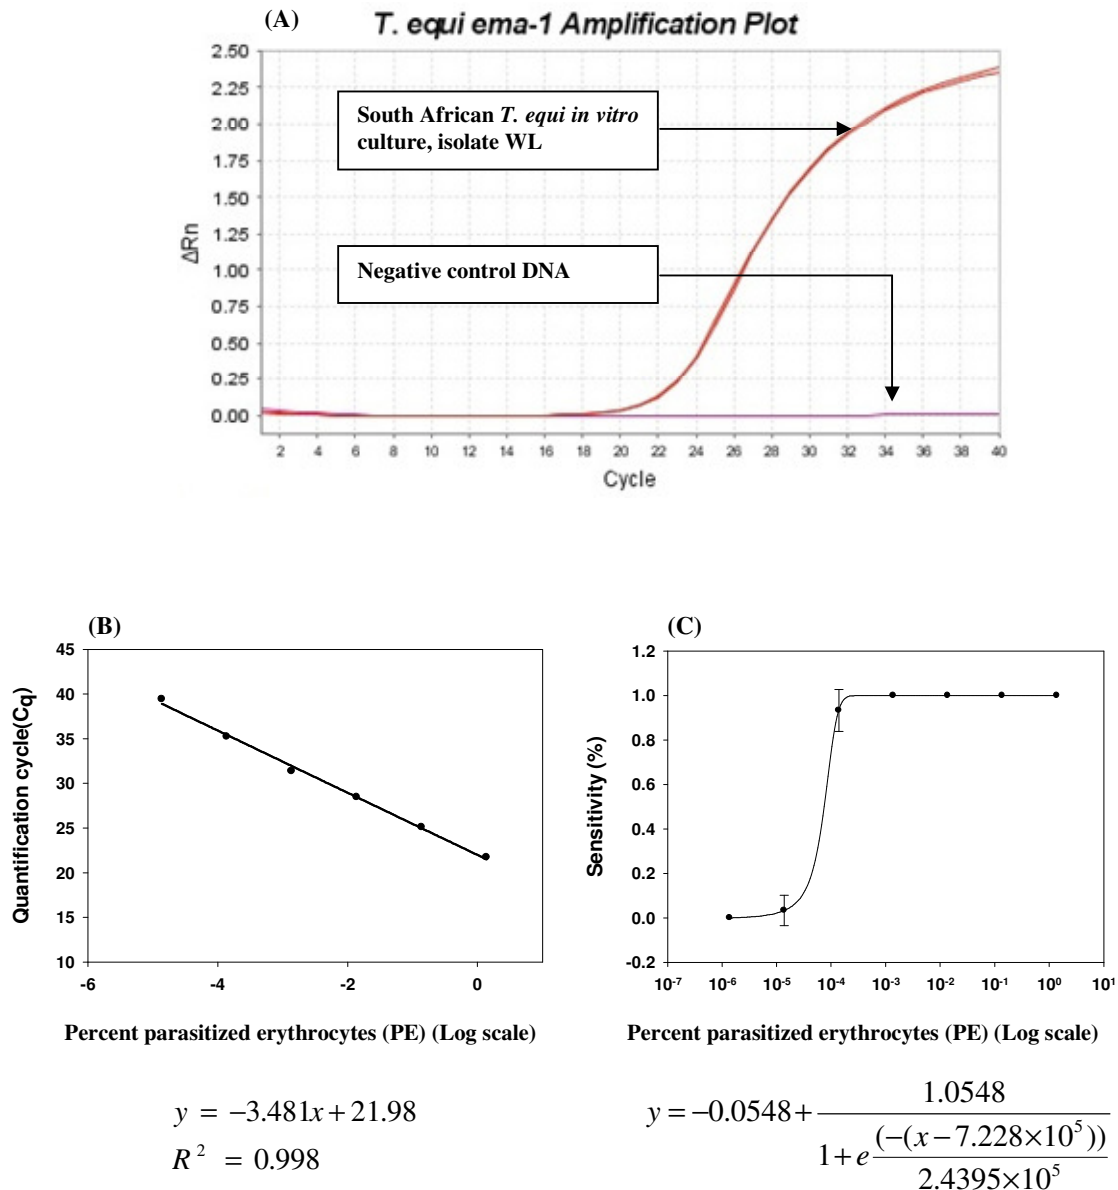 (A)
T. equi ema-1 Amplification Plot
2.50
2.25
2.00
1.75
1.50
1.25
1.00
0.75
0.50
0.25
0.00
ΔRn
South African T. equi in vitro
culture, isolate WL
Negative control DNA
2 4 6 8 10 12 14 16 18 20 22 24 26 28 30 32 34 36 38 40
Cycle
(B)
45
40
35
30
25
20
15
10
Quantification cycle(Cq)
-6 -4 -2 0
Percent parasitized erythrocytes (PE) (Log scale)
y = −3.481x + 21.98
R² = 0.998
(C)
1.2
1.0
0.8
0.6
0.4
0.2
0.0
-0.2
Sensitivity (%)
10⁻⁷ 10⁻⁶ 10⁻⁵ 10⁻⁴ 10⁻³ 10⁻² 10⁻¹ 10⁰ 10¹
Percent parasitized erythrocytes (PE) (Log scale)
1.0548
y = −0.0548 +
(−(x − 7.228×10⁵))
1 + e
2.4395×10⁵